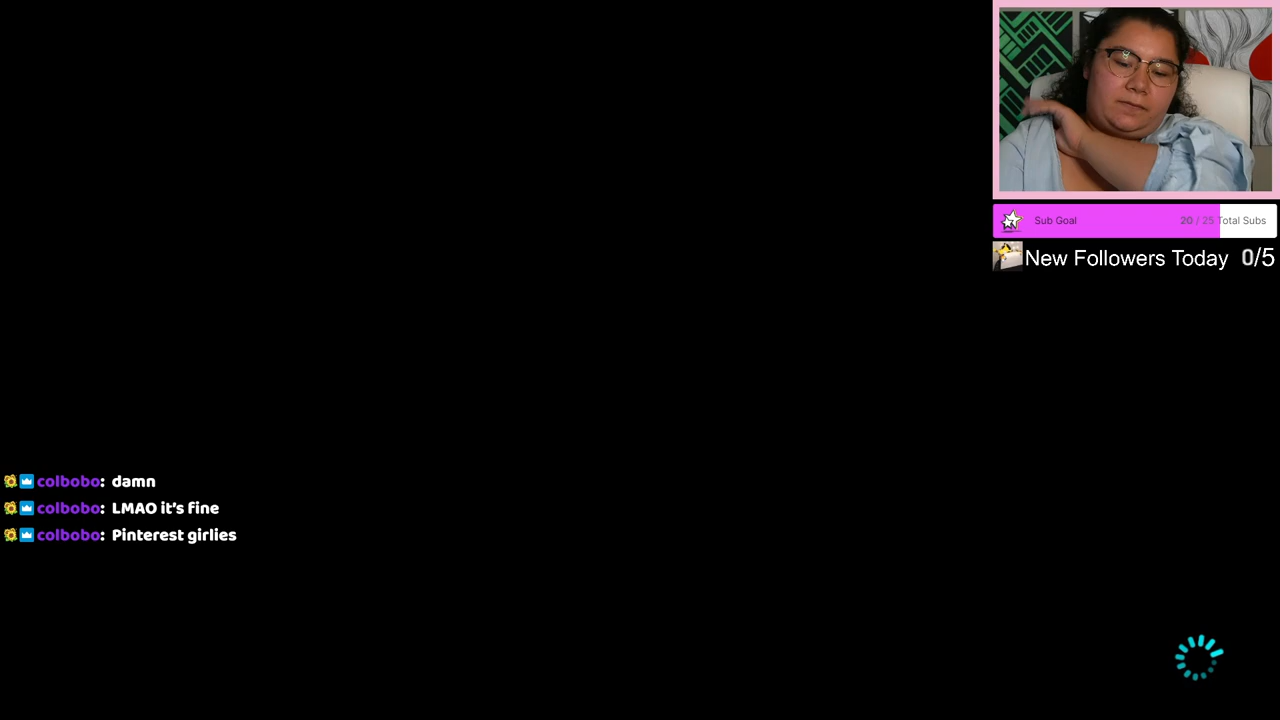 Sub Goal 20 / 25 Total Subs
New Followers Today 0/5
colbobo: damn
colbobo: LMAO it's fine
colbobo: Pinterest girlies